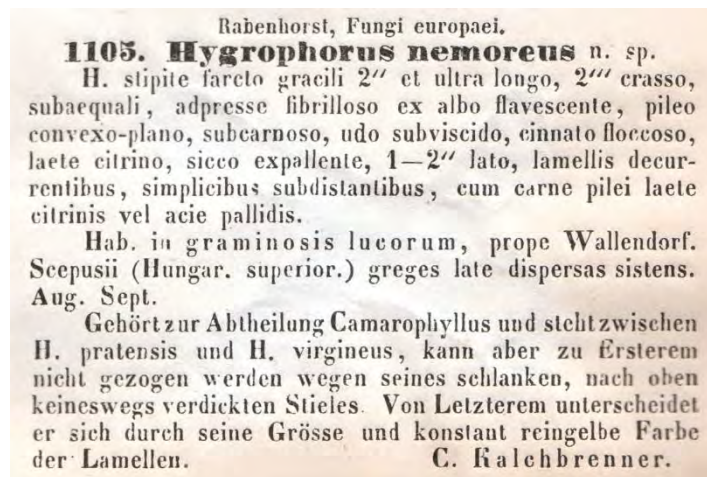 Rabenhorst, Fungi europaei.
1105. Hygrophorus nemoreus n. sp.
H. stipite farcto gracili 2″ et ultra longo, 2‴ crasso,
subaequali, adpresse fibrilloso ex albo flavescente, pileo
convexo-plano, subcarnoso, udo subviscido, cinnato floccoso,
laete citrino, sicco expallente, 1—2″ lato, lamellis decur-
rentibus, simplicibus subdistantibus, cum carne pilei laete
citrinis vel acie pallidis.
Hab. in graminosis lucorum, prope Wallendorf.
Scepusii (Hungar. superior.) greges late dispersas sistens.
Aug. Sept.
Gehört zur Abtheilung Camarophyllus und steht zwischen
H. pratensis und H. virgineus, kann aber zu Ersterem
nicht gezogen werden wegen seines schlanken, nach oben
keineswegs verdickten Stieles. Von Letzterem unterscheidet
er sich durch seine Grösse und konstant reingelbe Farbe
der Lamellen. C. Kalchbrenner.